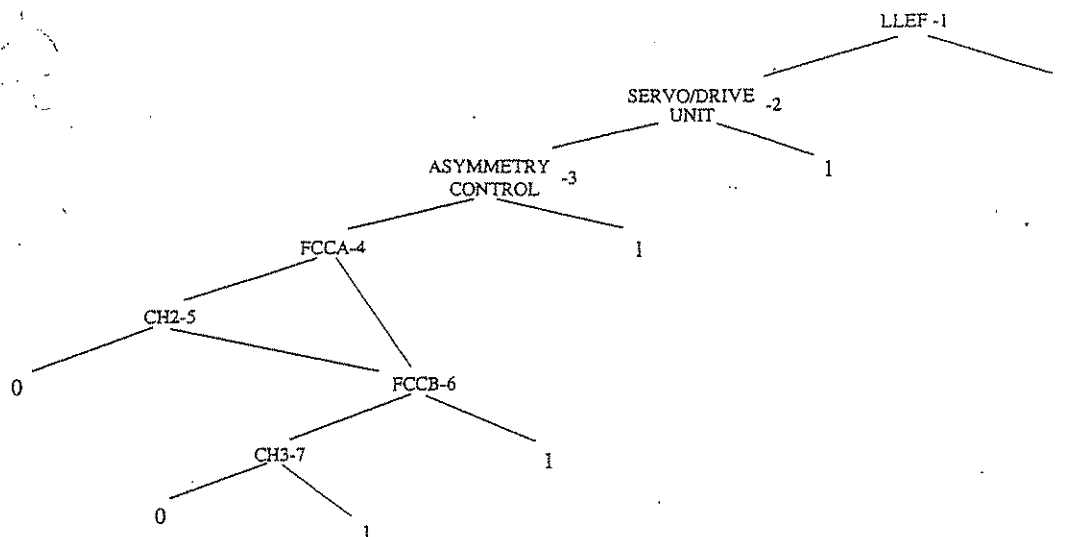 LLEF -1
SERVO/DRIVE -2
UNIT
1
ASYMMETRY -3
CONTROL
1
FCCA-4
CH2-5
0
FCCB-6
1
CH3-7
0
1